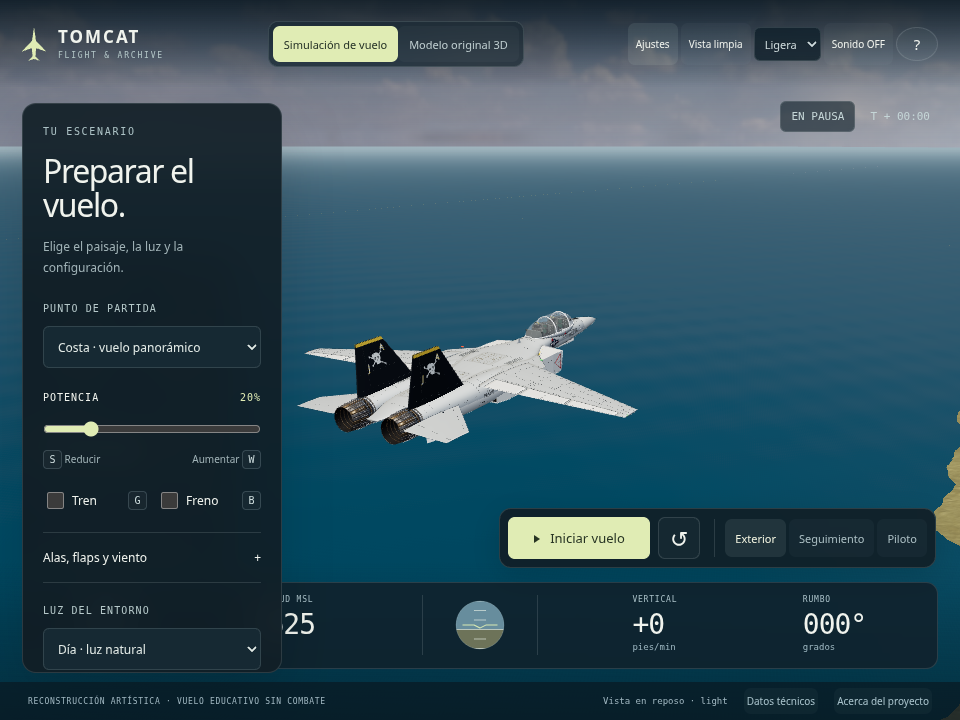 TOMCAT
FLIGHT & ARCHIVE
Simulación de vuelo
Modelo original 3D
Ajustes
Vista limpia
Ligera
Sonido OFF
?
EN PAUSA
T + 00:00
TU ESCENARIO
Preparar el
vuelo.
Elige el paisaje, la luz y la
configuración.
PUNTO DE PARTIDA
Costa · vuelo panorámico
POTENCIA 20%
S Reducir Aumentar W
Tren G Freno B
Alas, flaps y viento +
LUZ DEL ENTORNO
Día · luz natural
Iniciar vuelo
↺
Exterior
Seguimiento
Piloto
UD MSL
525
VERTICAL
+0
pies/min
RUMBO
000°
grados
RECONSTRUCCIÓN ARTÍSTICA · VUELO EDUCATIVO SIN COMBATE
Vista en reposo · light
Datos técnicos
Acerca del proyecto